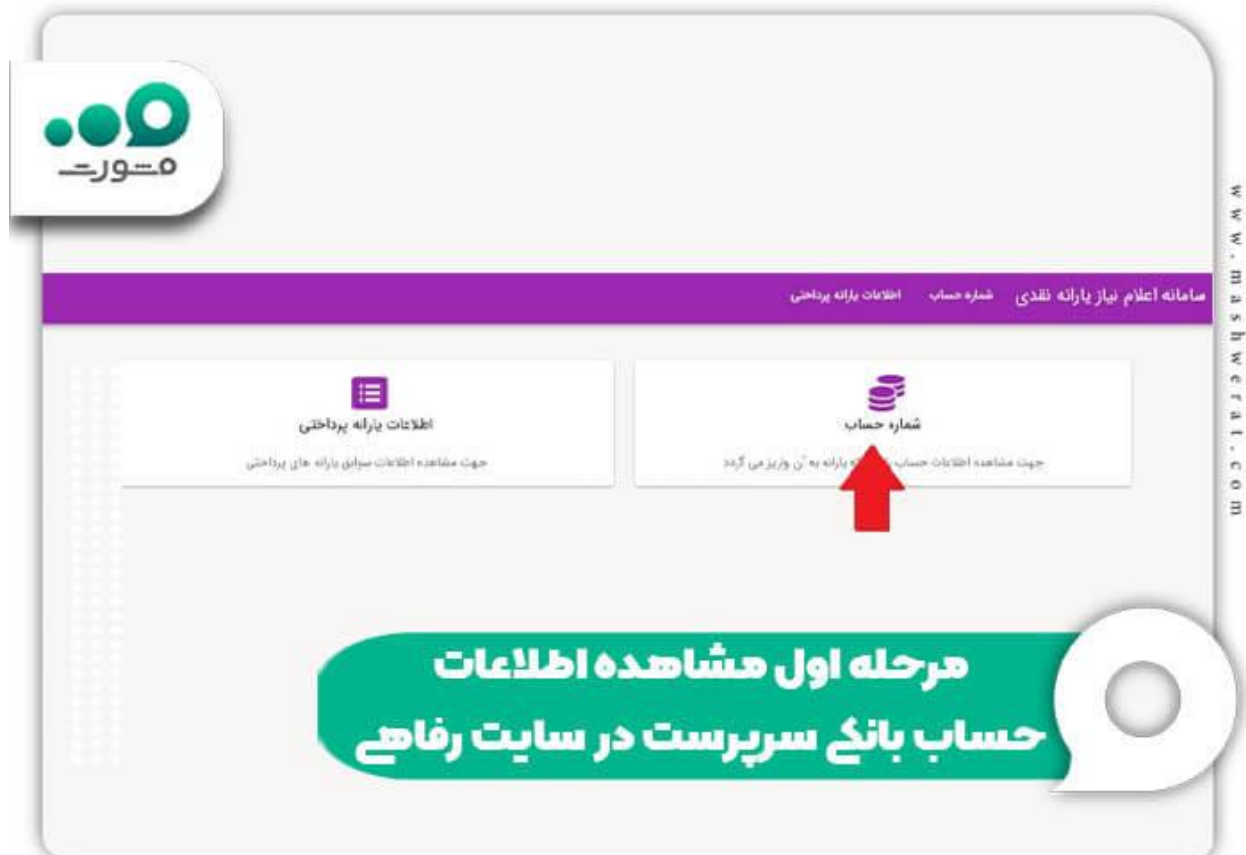 مشورت
سامانه اعلام نیاز یارانه نقدی شماره حساب اطلاعات یارانه پرداختی
شماره حساب
جهت مشاهده اطلاعات حساب یارانه به آن واریز می گردد
اطلاعات یارانه پرداختی
جهت مشاهده اطلاعات سوابق یارانه های پرداختی
مرحله اول مشاهده اطلاعات
حساب بانکی سرپرست در سایت رفاهی
www.mashwerat.com